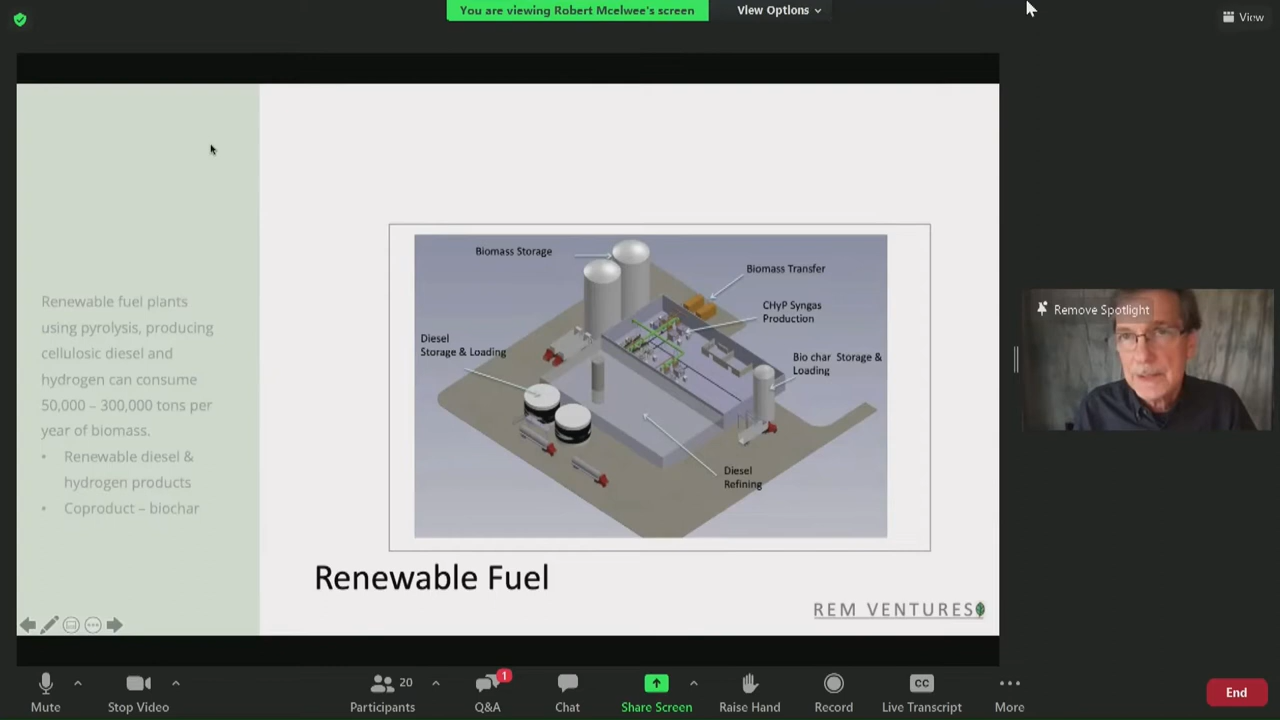 You are viewing Robert Mcelwee's screen
View Options
View
Renewable fuel plants
using pyrolysis, producing
cellulosic diesel and
hydrogen can consume
50,000 – 300,000 tons per
year of biomass.
• Renewable diesel &
hydrogen products
• Coproduct – biochar
Biomass Storage
Biomass Transfer
CHyP Syngas
Production
Diesel
Storage & Loading
Bio char Storage &
Loading
Diesel
Refining
Renewable Fuel
REM VENTURES
Remove Spotlight
Mute
Stop Video
20
Participants
1
Q&A
Chat
Share Screen
Raise Hand
Record
CC
Live Transcript
More
End